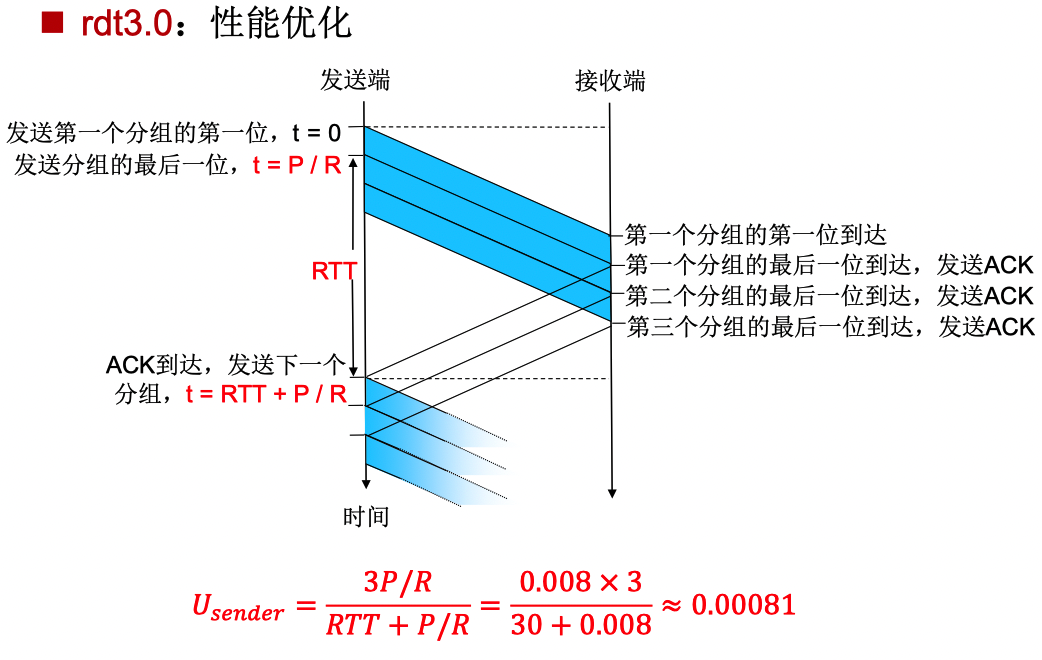 ■ rdt3.0：性能优化
发送端
接收端
发送第一个分组的第一位，t = 0
发送分组的最后一位，t = P / R
第一个分组的第一位到达
第一个分组的最后一位到达，发送ACK
RTT
第二个分组的最后一位到达，发送ACK
第三个分组的最后一位到达，发送ACK
ACK到达，发送下一个
分组，t = RTT + P / R
时间
U_sender = (3P/R)/(RTT + P/R) = (0.008 × 3)/(30 + 0.008) ≈ 0.00081